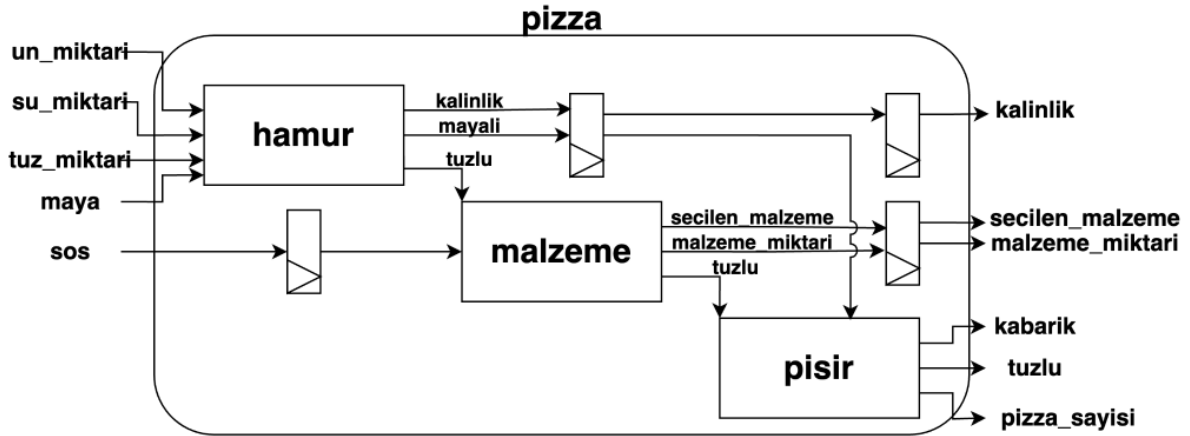 pizza
un_miktari
su_miktari
tuz_miktari
maya
sos
hamur
kalinlik
mayali
tuzlu
malzeme
secilen_malzeme
malzeme_miktari
tuzlu
pisir
kalinlik
secilen_malzeme
malzeme_miktari
kabarik
tuzlu
pizza_sayisi